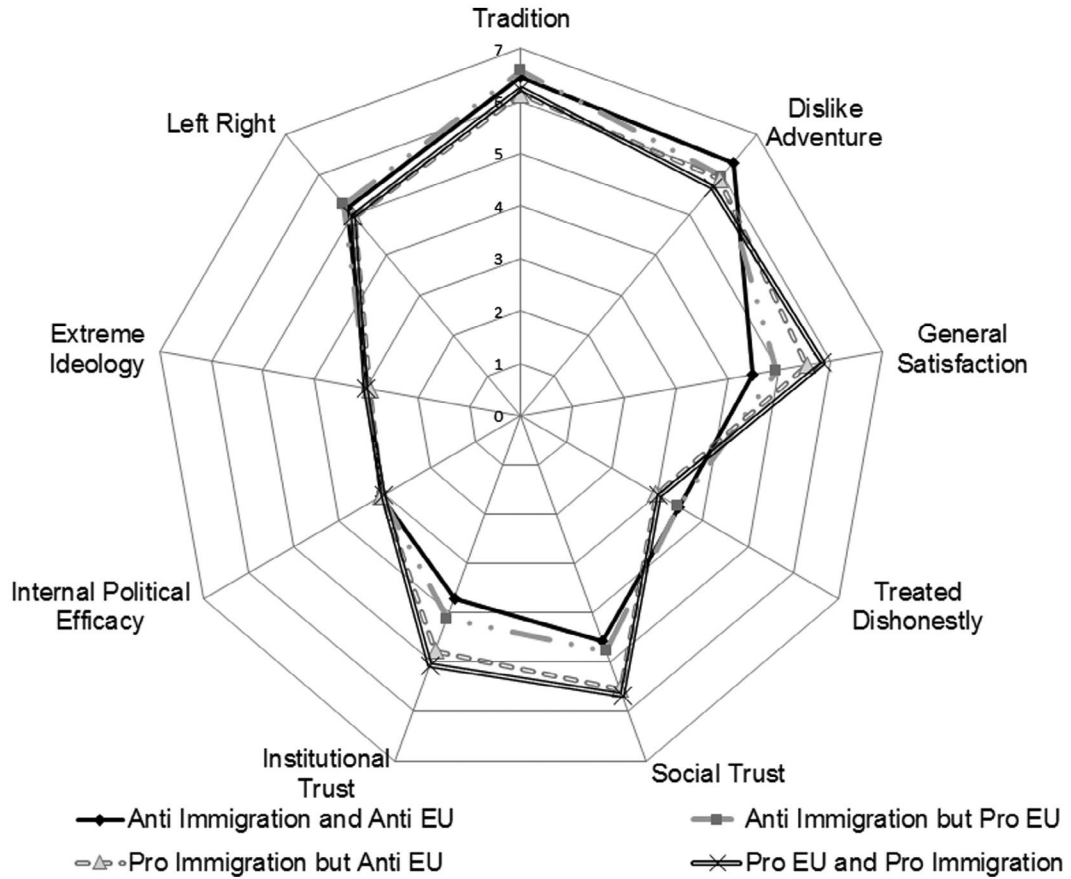 Tradition
7
Left Right
Dislike
Adventure
6
5
4
3
2
1
0
Extreme
Ideology
General
Satisfaction
Internal Political
Efficacy
Treated
Dishonestly
Institutional
Trust
Social Trust
Anti Immigration and Anti EU
Anti Immigration but Pro EU
Pro Immigration but Anti EU
Pro EU and Pro Immigration